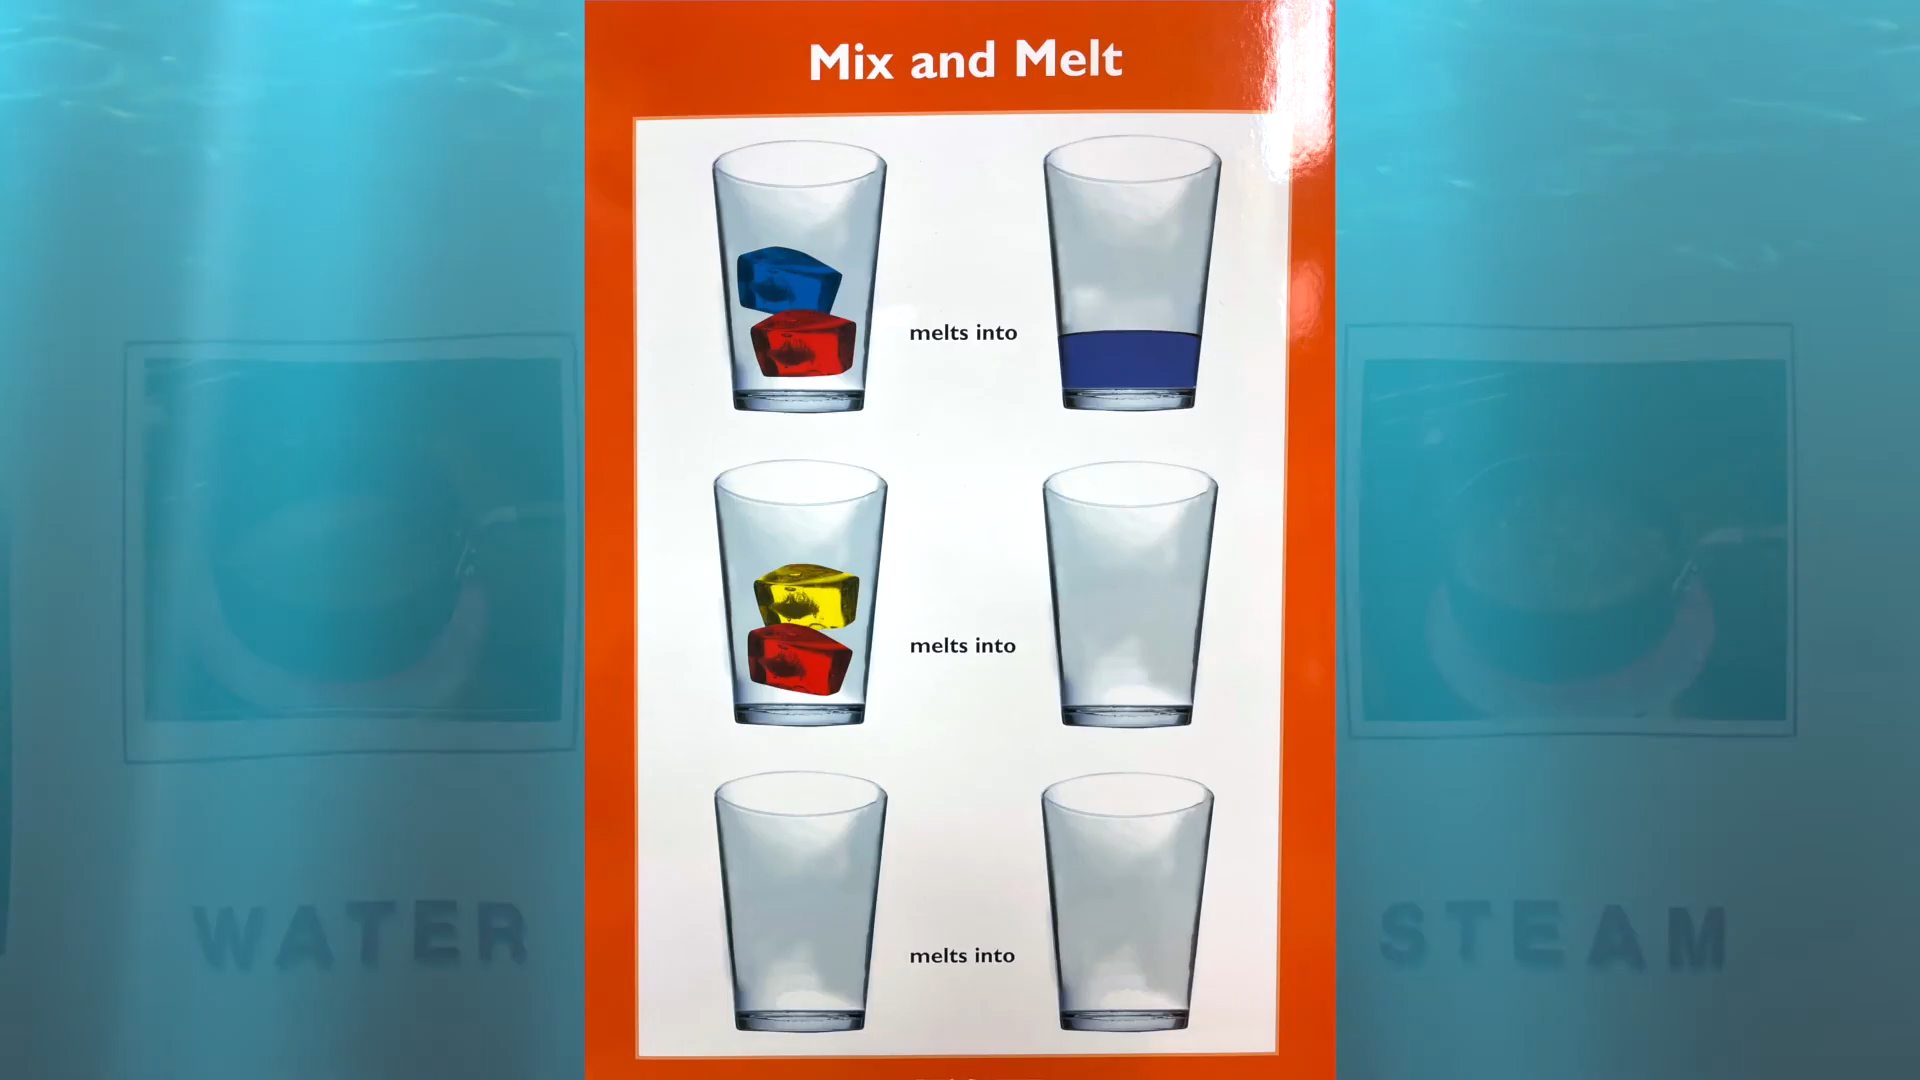 Mix and Melt
melts into
melts into
melts into
WATER
STEAM